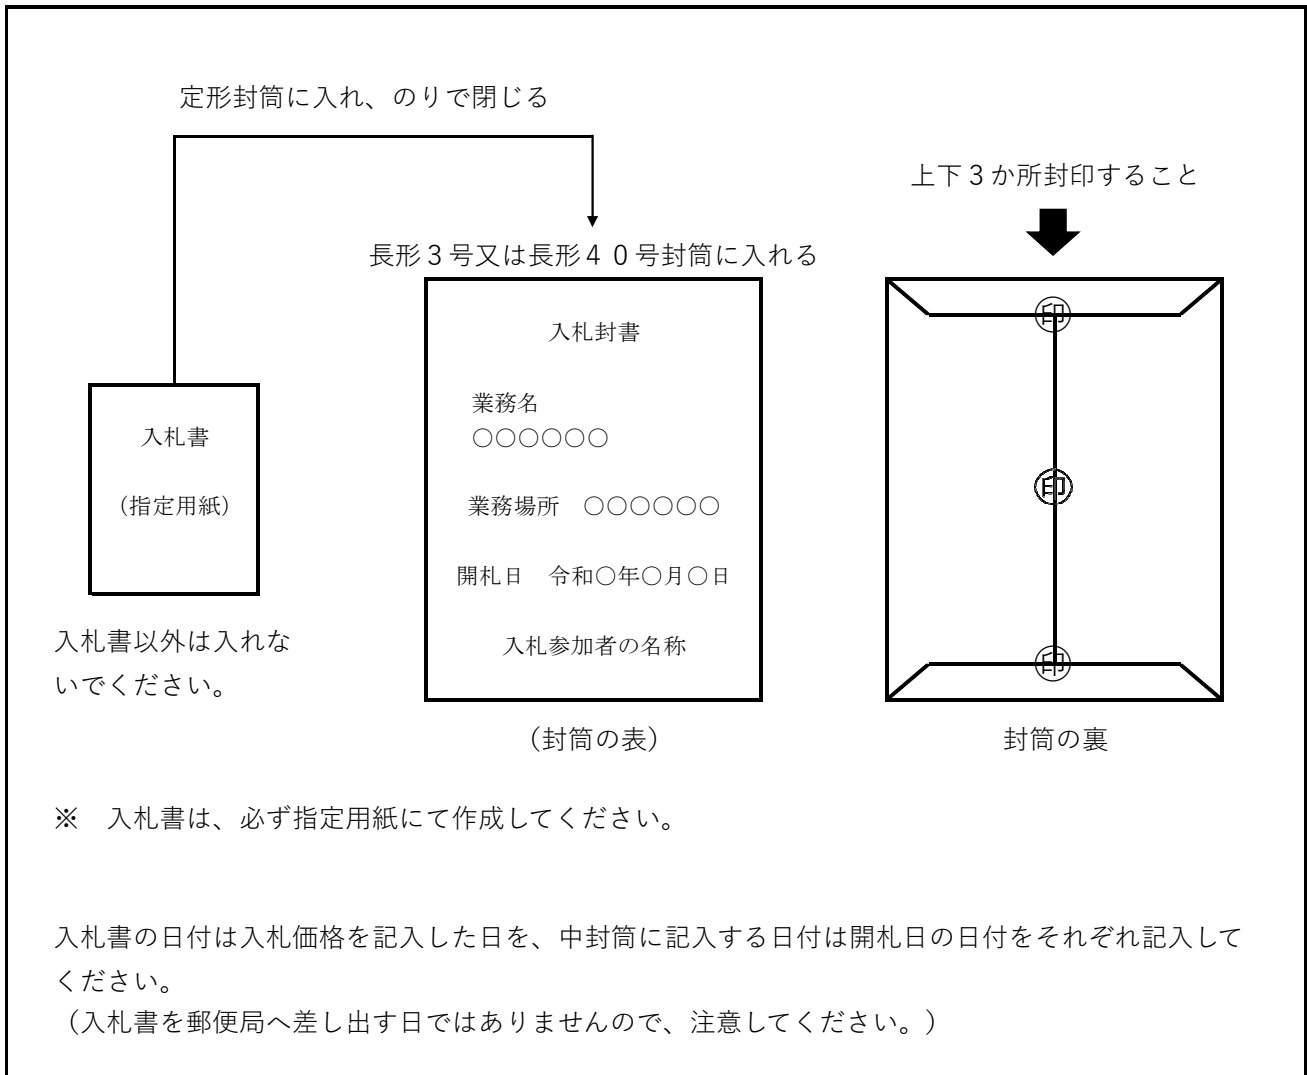 定形封筒に入れ、のりで閉じる
上下３か所封印すること
長形３号又は長形４０号封筒に入れる
入札書
（指定用紙）
入札書以外は入れな
いでください。
入札封書
業務名
○○○○○○
業務場所　○○○○○○
開札日　令和○年○月○日
入札参加者の名称
（封筒の表）
㊞
㊞
㊞
封筒の裏
※　入札書は、必ず指定用紙にて作成してください。
入札書の日付は入札価格を記入した日を、中封筒に記入する日付は開札日の日付をそれぞれ記入して
ください。
（入札書を郵便局へ差し出す日ではありませんので、注意してください。）